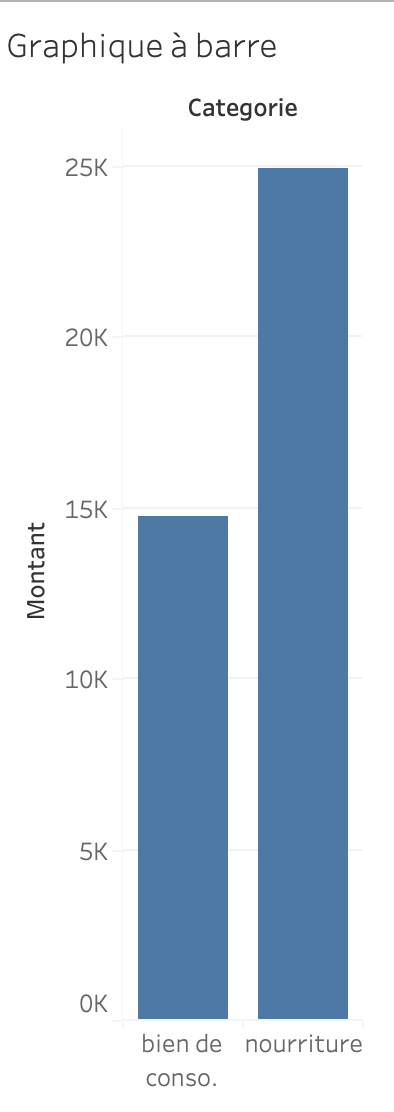 Graphique à barre
Categorie
25K
20K
15K
10K
5K
0K
Montant
bien de
conso.
nourriture